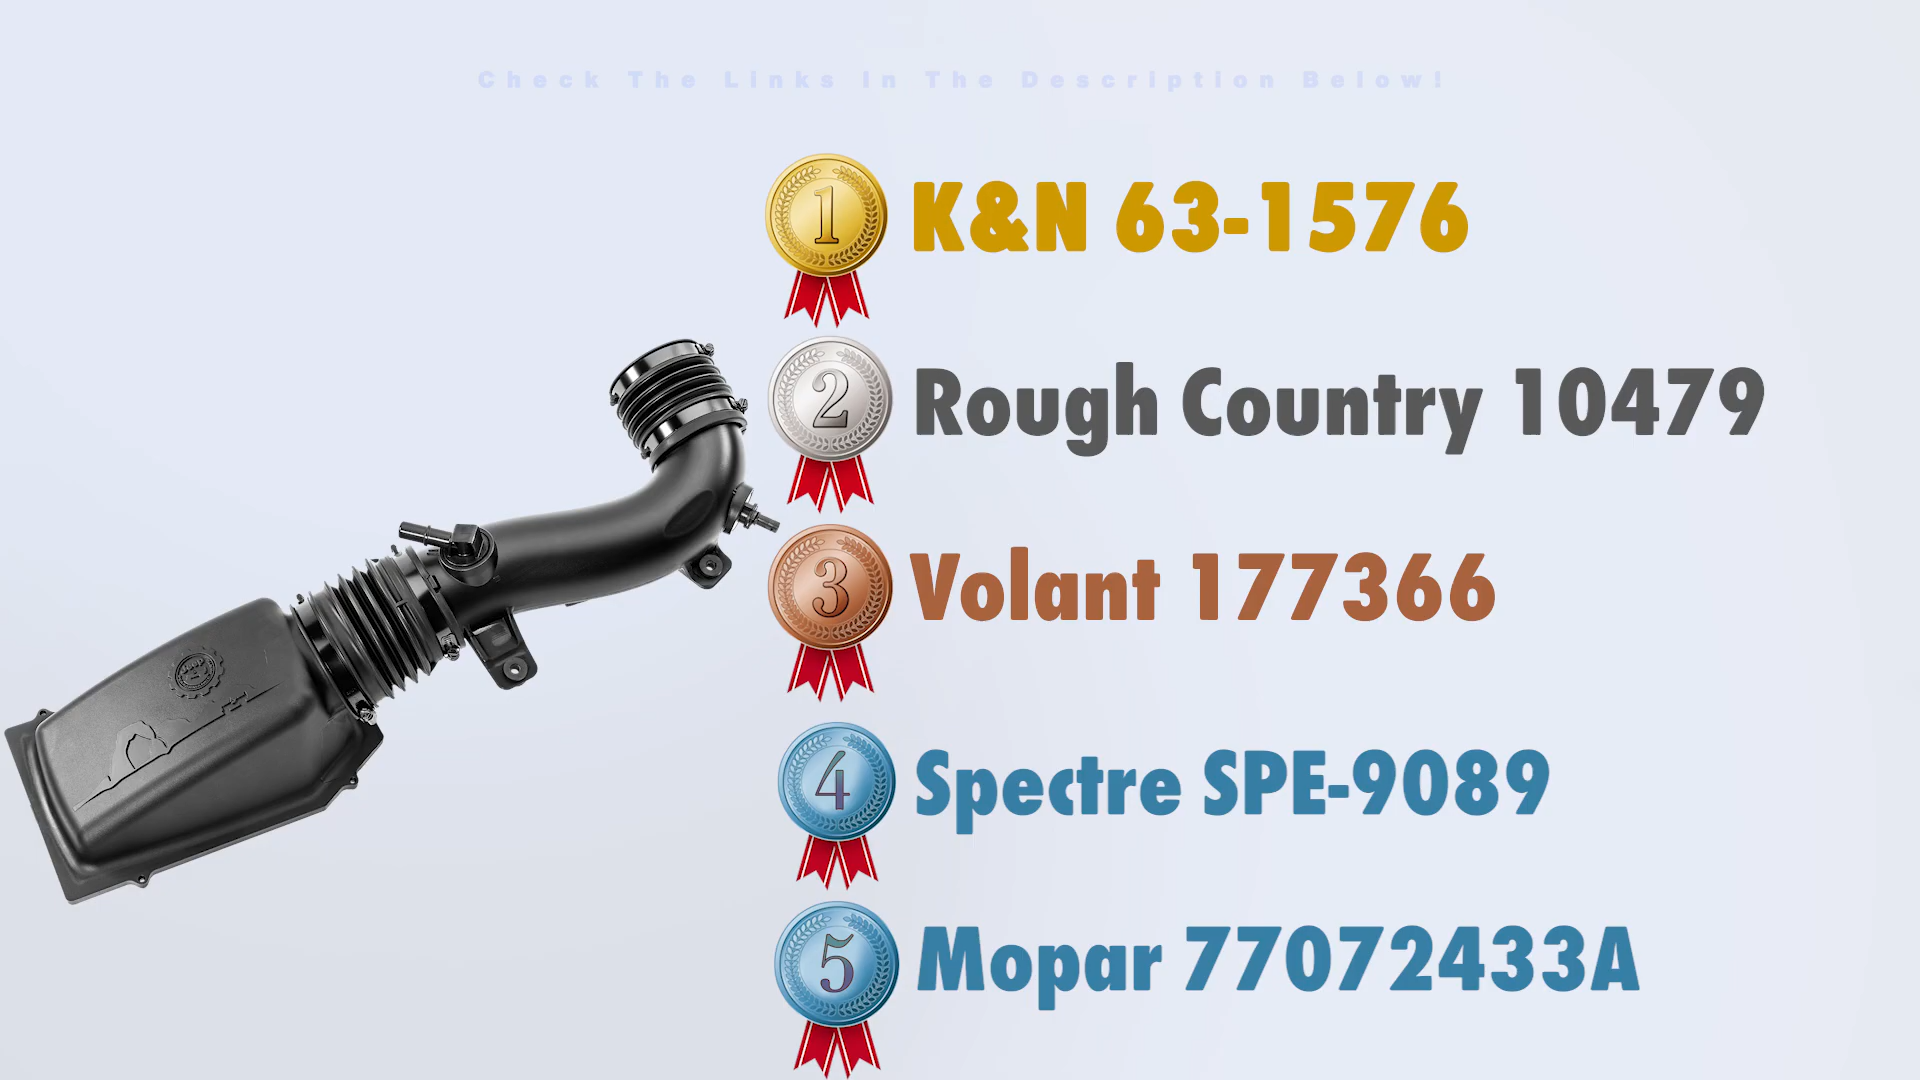 Check The Links In The Description Below!
1 K&N 63-1576
2 Rough Country 10479
3 Volant 177366
4 Spectre SPE-9089
5 Mopar 77072433A